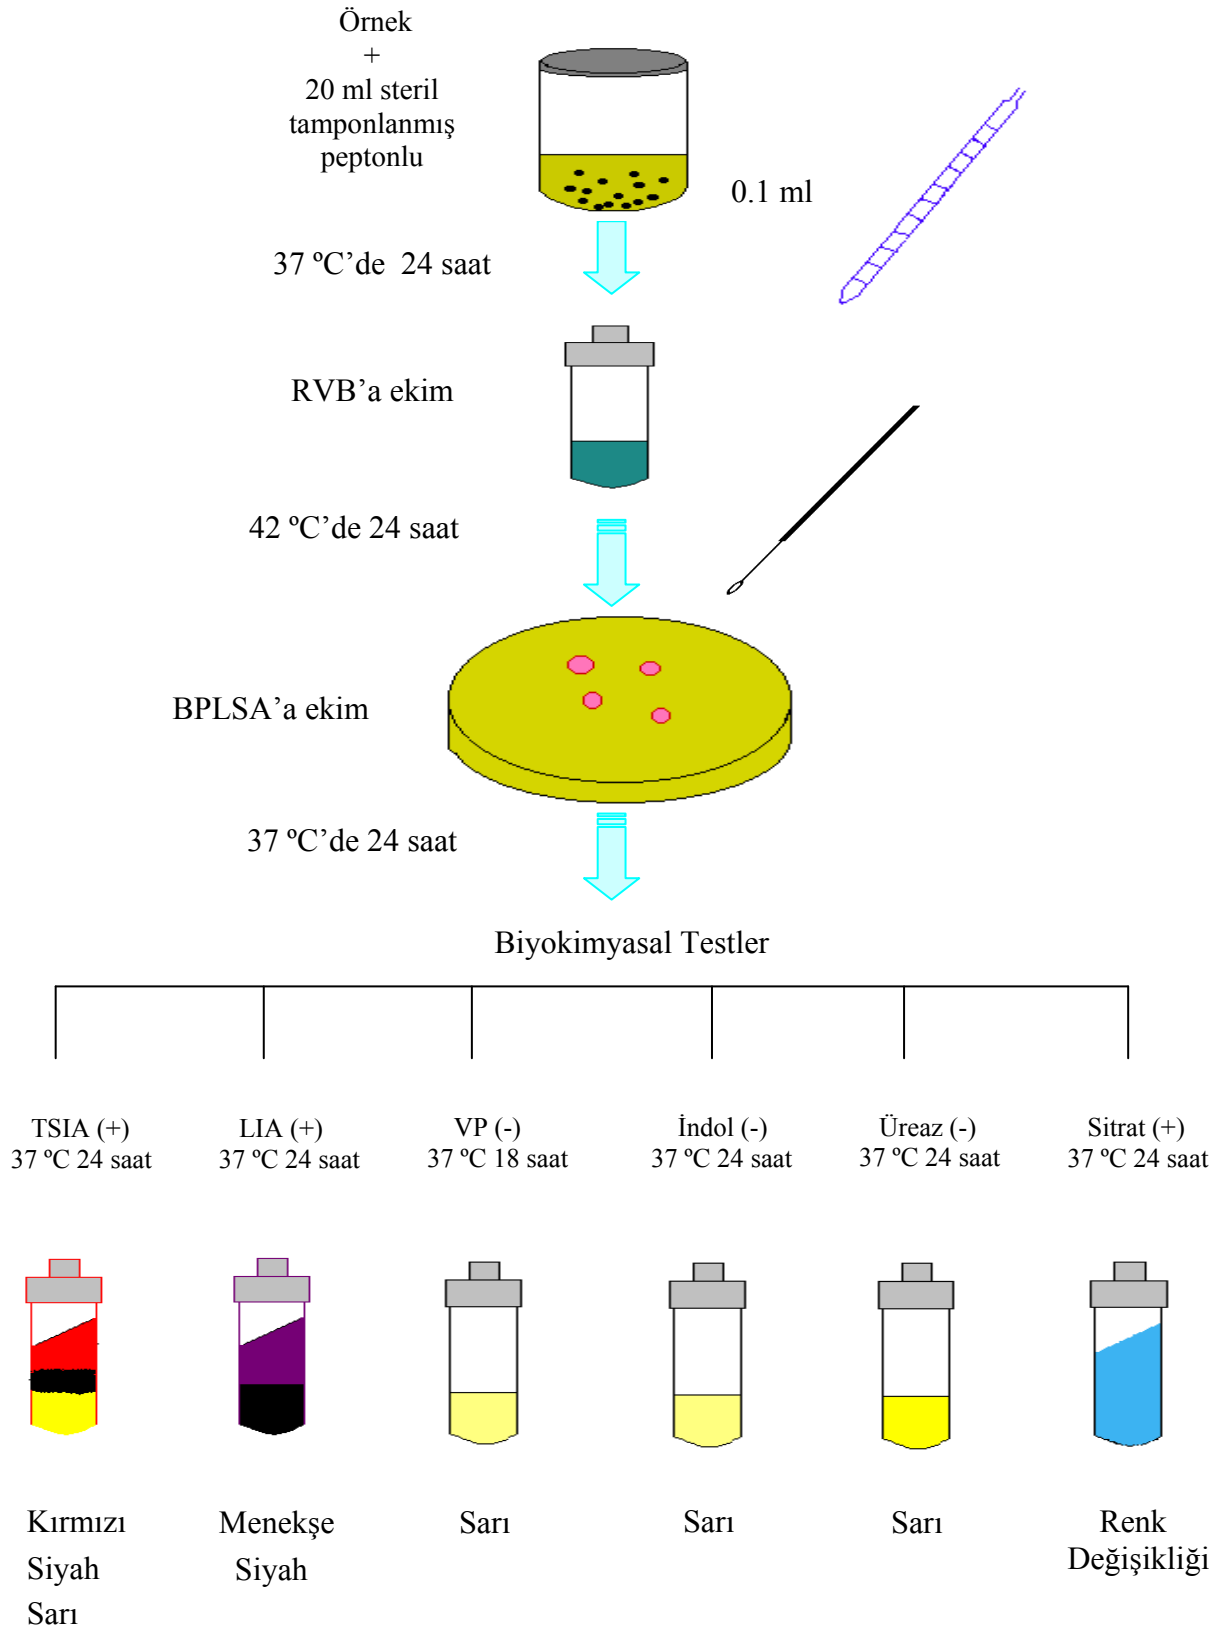 Örnek
+
20 ml steril
tamponlanmış
peptonlu
0.1 ml
37 ºC’de  24 saat
RVB’a ekim
42 ºC’de 24 saat
BPLSA’a ekim
37 ºC’de 24 saat
Biyokimyasal Testler
TSIA (+)
37 ºC 24 saat
LIA (+)
37 ºC 24 saat
VP (-)
37 ºC 18 saat
İndol (-)
37 ºC 24 saat
Üreaz (-)
37 ºC 24 saat
Sitrat (+)
37 ºC 24 saat
Kırmızı
Siyah
Sarı
Menekşe
Siyah
Sarı
Sarı
Sarı
Renk
Değişikliği